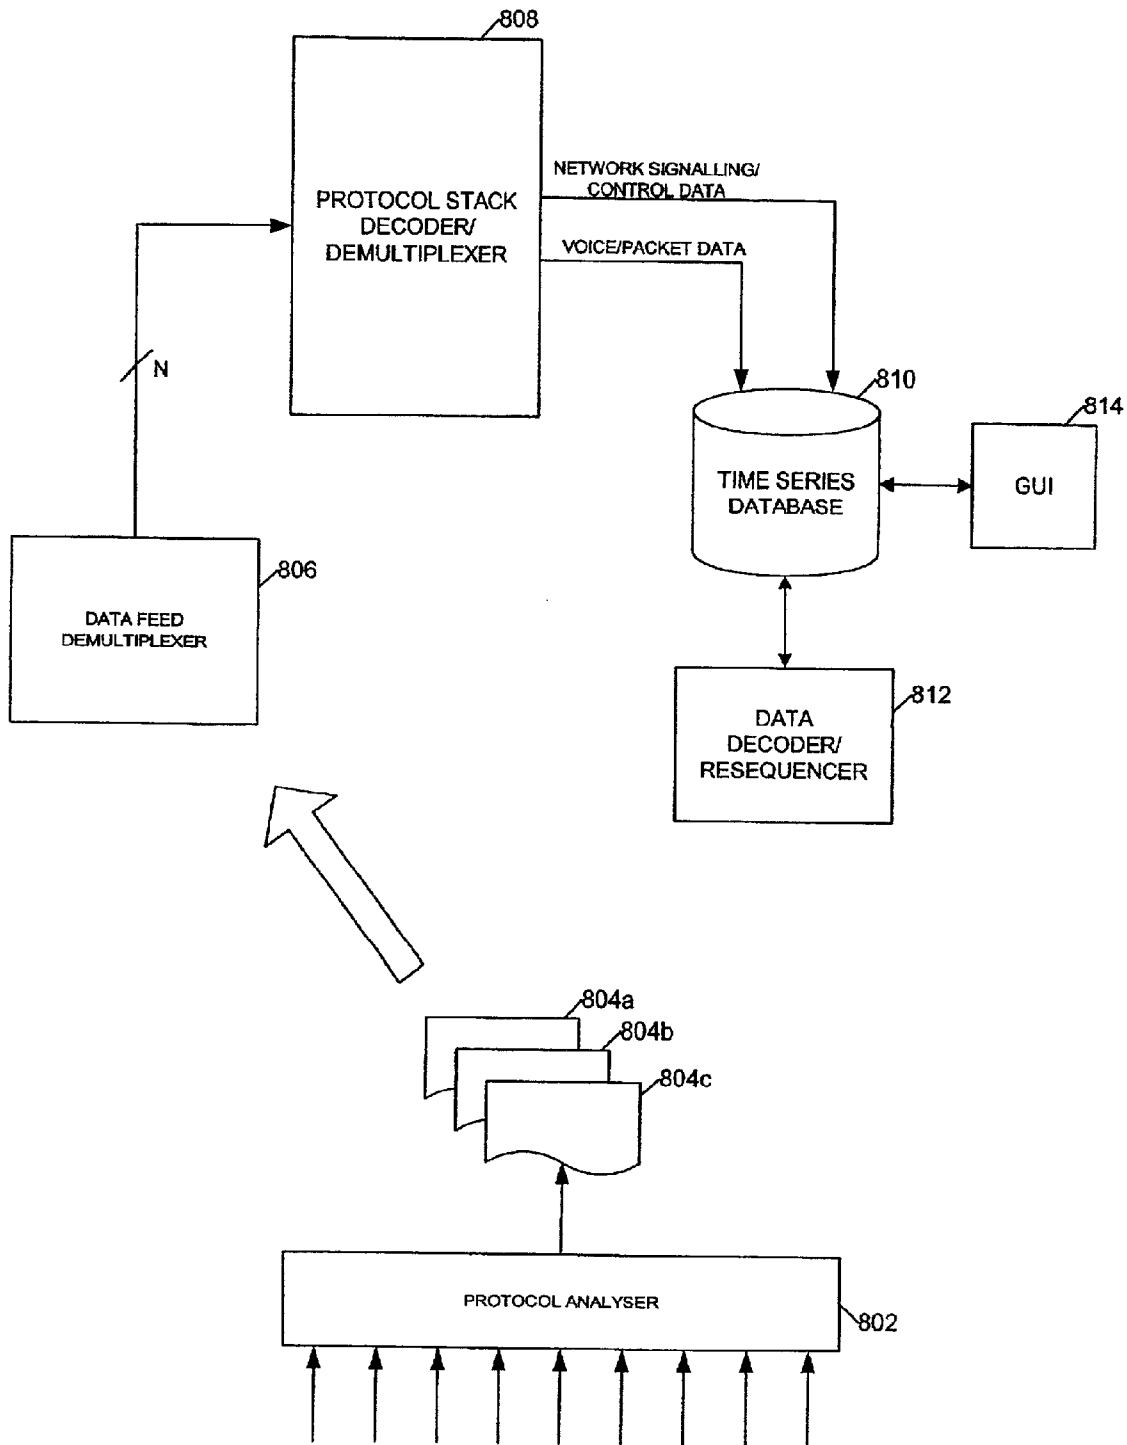 808
PROTOCOL STACK
DECODER/
DEMULTIPLEXER
NETWORK SIGNALLING/
CONTROL DATA
VOICE/PACKET DATA
N
810
TIME SERIES
DATABASE
814
GUI
806
DATA FEED
DEMULTIPLEXER
812
DATA
DECODER/
RESEQUENCER
804a
804b
804c
PROTOCOL ANALYSER
802